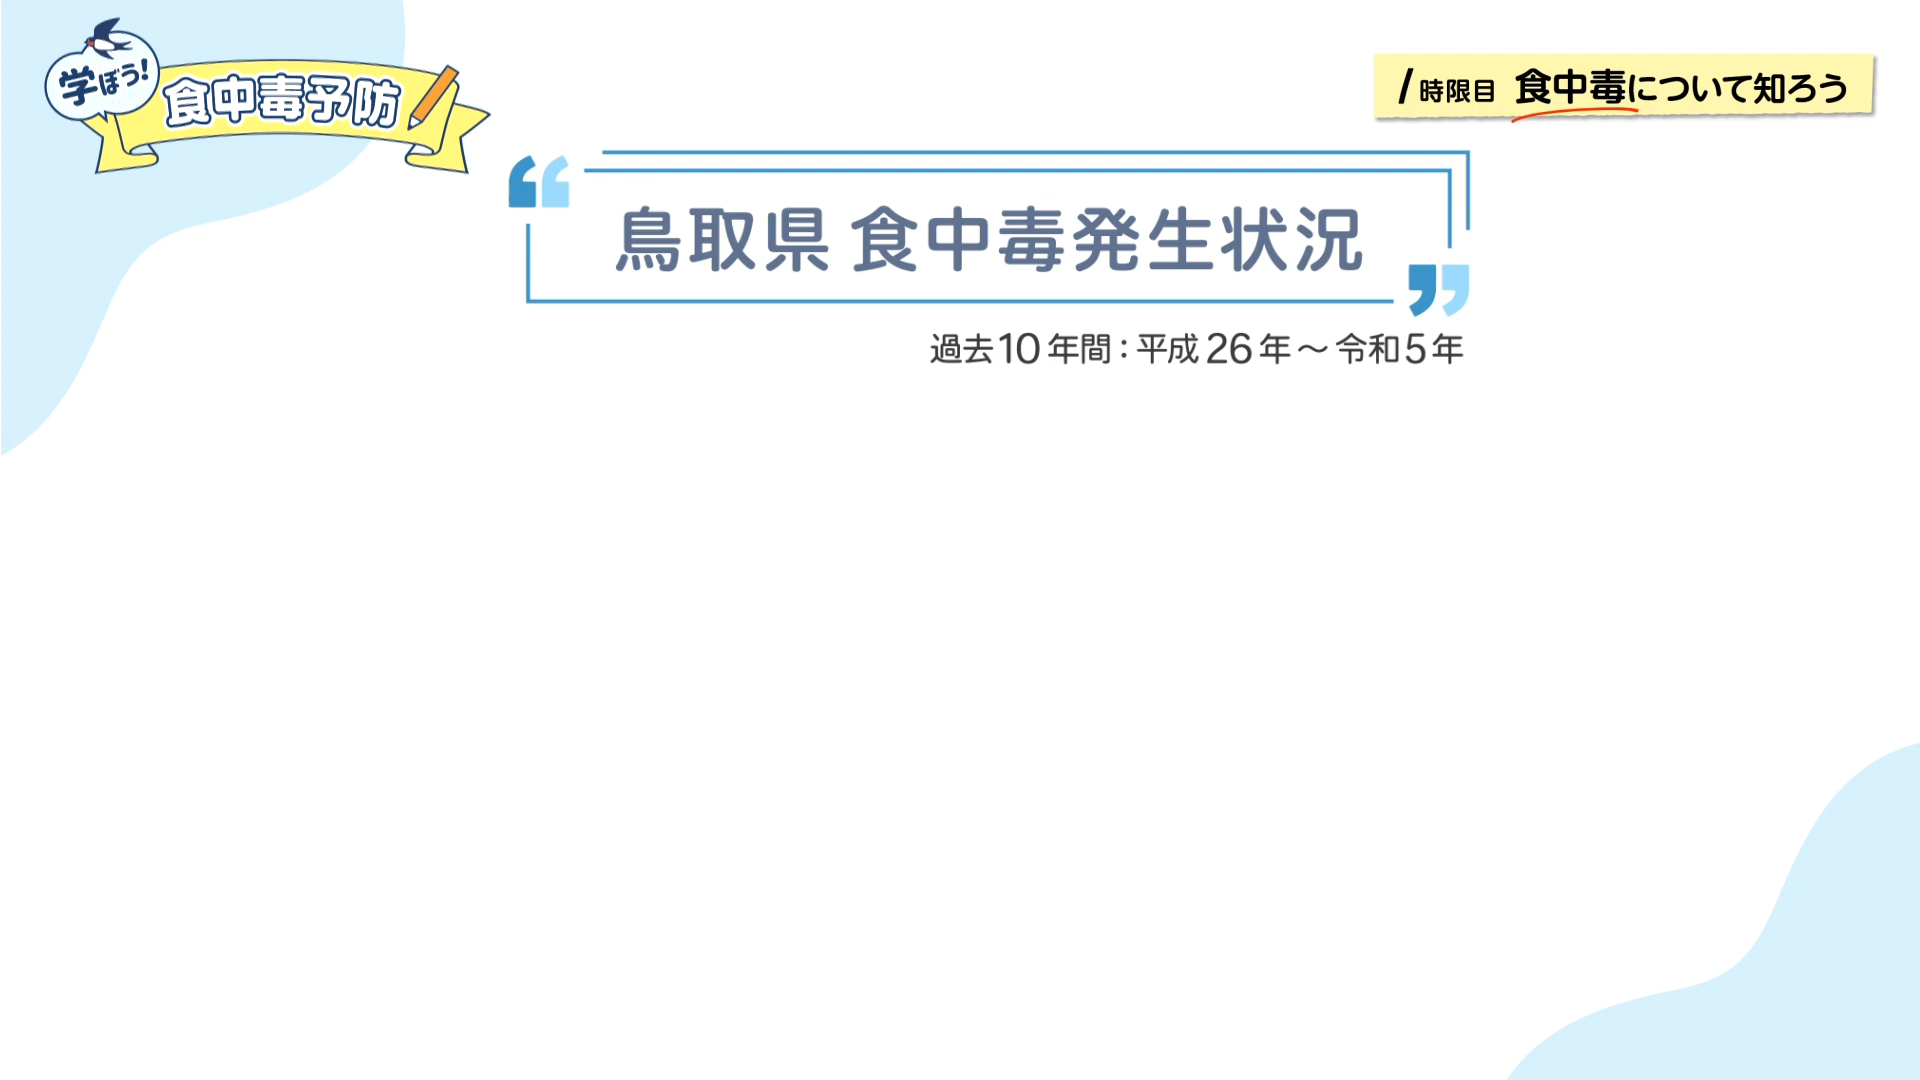 学ぼう!
食中毒予防
1時限目 食中毒について知ろう
鳥取県 食中毒発生状況
過去10年間:平成26年~令和5年